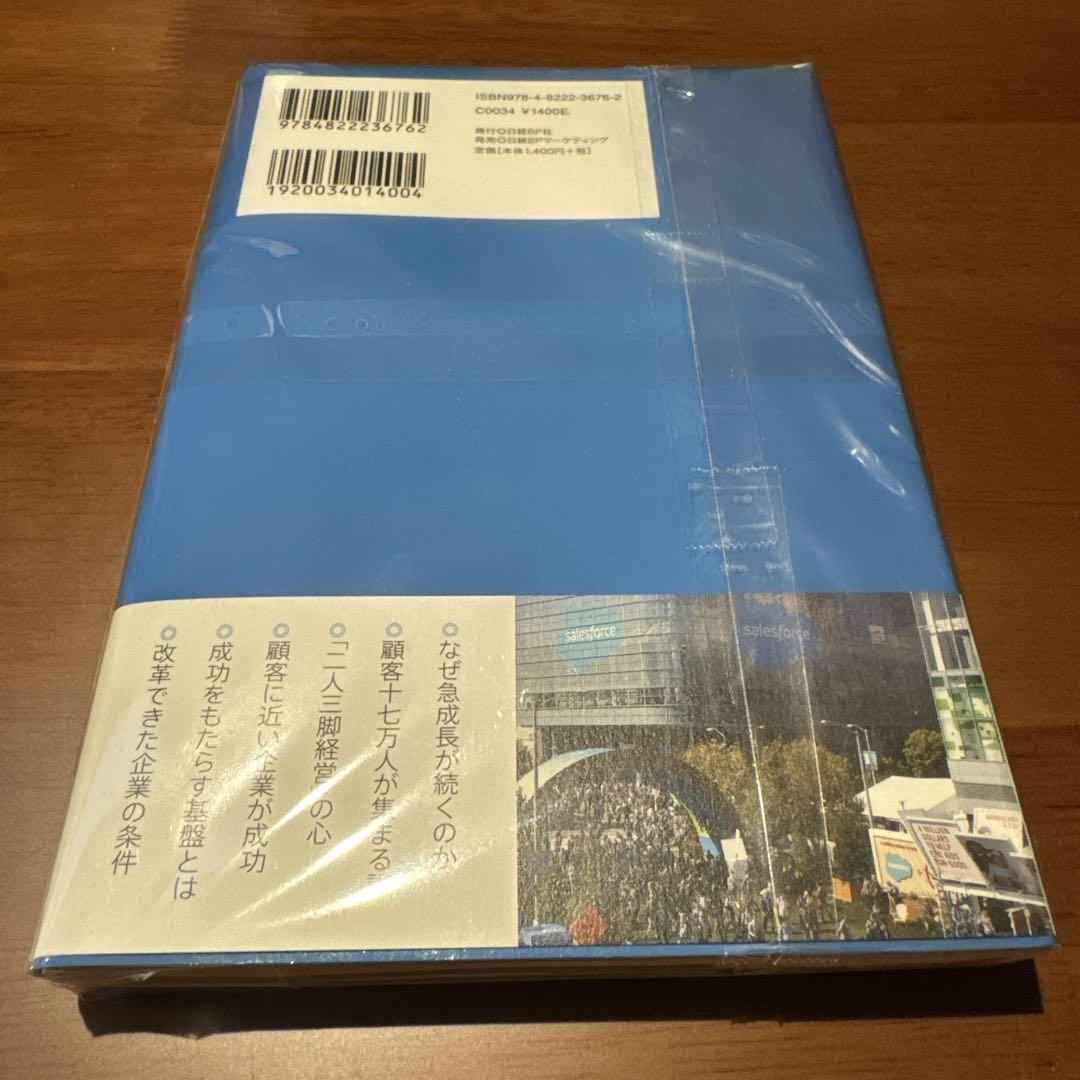 9784822236762
ISBN978-4-8222-3676-2
C0034 ¥1400E
発行◎日経BP社
発売◎日経BPマーケティング
定価[本体1,400円+税]
1920034014004
◎なぜ急成長が続くのか
◎顧客十七万人が集まる
◎「二人三脚経営」の心
◎顧客に近い企業が成功
◎成功をもたらす基盤とは
◎改革できた企業の条件
salesforce
salesforce
A MILLION
DOLLARS
TO HELP